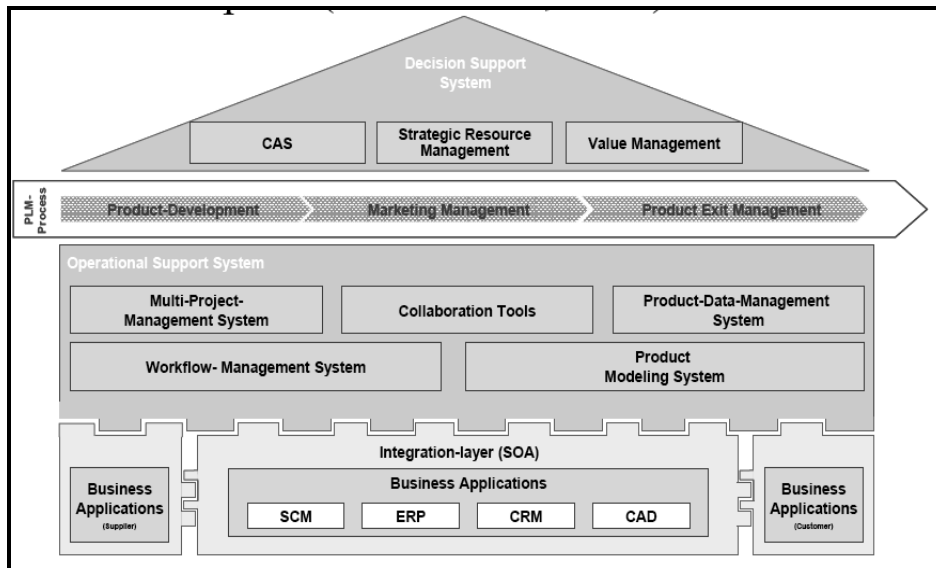 Decision Support
System
CAS
Strategic Resource
Management
Value Management
PLM-
Process
Product-Development
Marketing Management
Product Exit Management
Operational Support System
Multi-Project-
Management System
Collaboration Tools
Product-Data-Management
System
Workflow- Management System
Product
Modeling System
Integration-layer (SOA)
Business
Applications
(Supplier)
Business Applications
SCM
ERP
CRM
CAD
Business
Applications
(Customer)